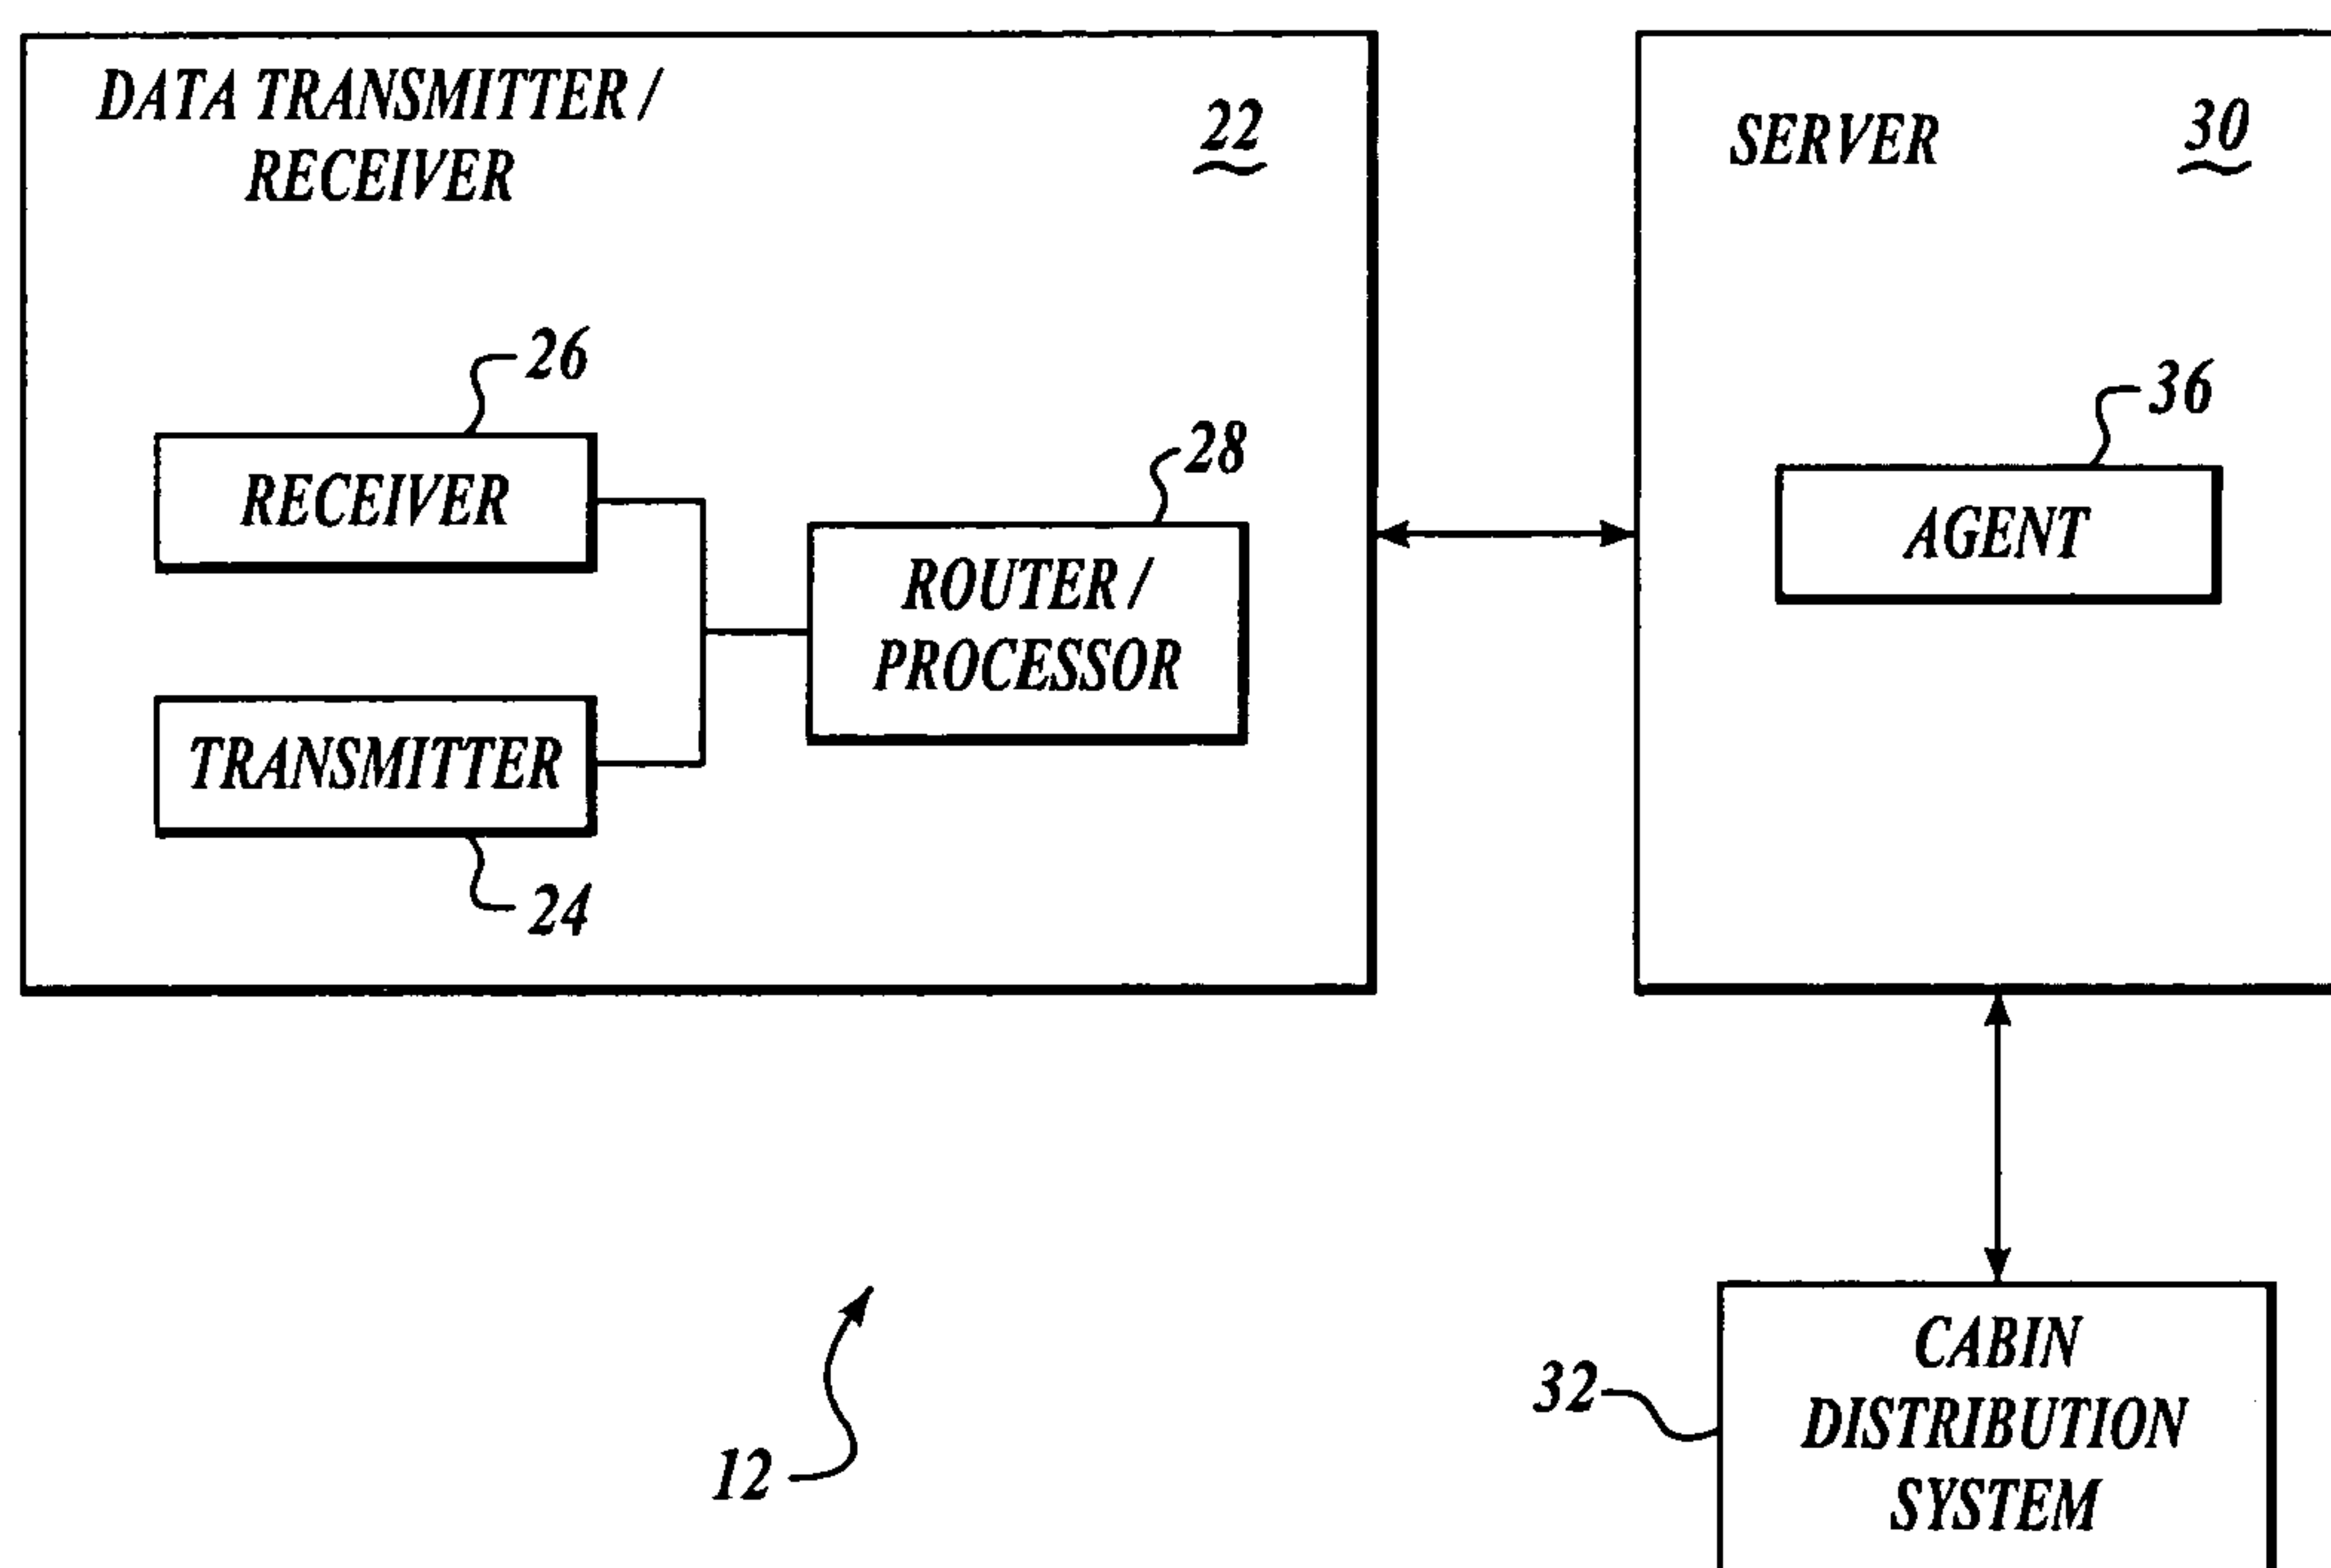 DATA TRANSMITTER /
RECEIVER
22
26
RECEIVER
28
ROUTER /
PROCESSOR
TRANSMITTER
24
SERVER
30
36
AGENT
12
32
CABIN
DISTRIBUTION
SYSTEM